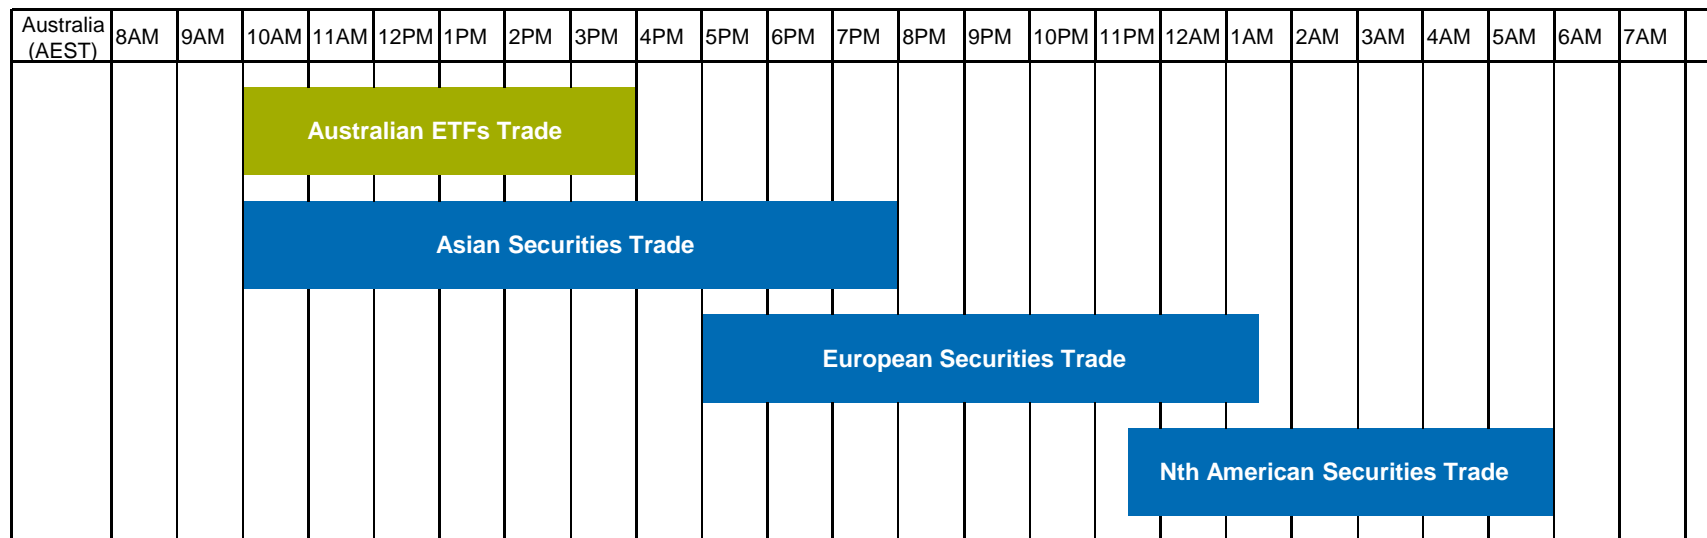 Australia
(AEST) 8AM 9AM 10AM 11AM 12PM 1PM 2PM 3PM 4PM 5PM 6PM 7PM 8PM 9PM 10PM 11PM 12AM 1AM 2AM 3AM 4AM 5AM 6AM 7AM
Australian ETFs Trade
Asian Securities Trade
European Securities Trade
Nth American Securities Trade